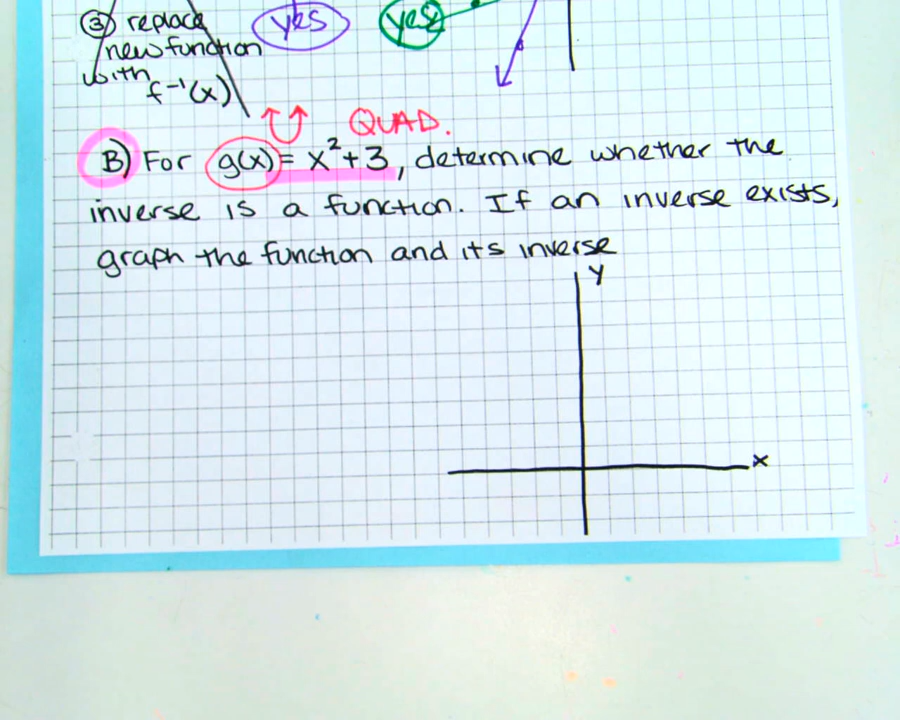 ③ replace yes yes
new function
with f⁻¹(x)
QUAD.
B) For g(x) = x² + 3, determine whether the
inverse is a function. If an inverse exists,
graph the function and its inverse
y
x